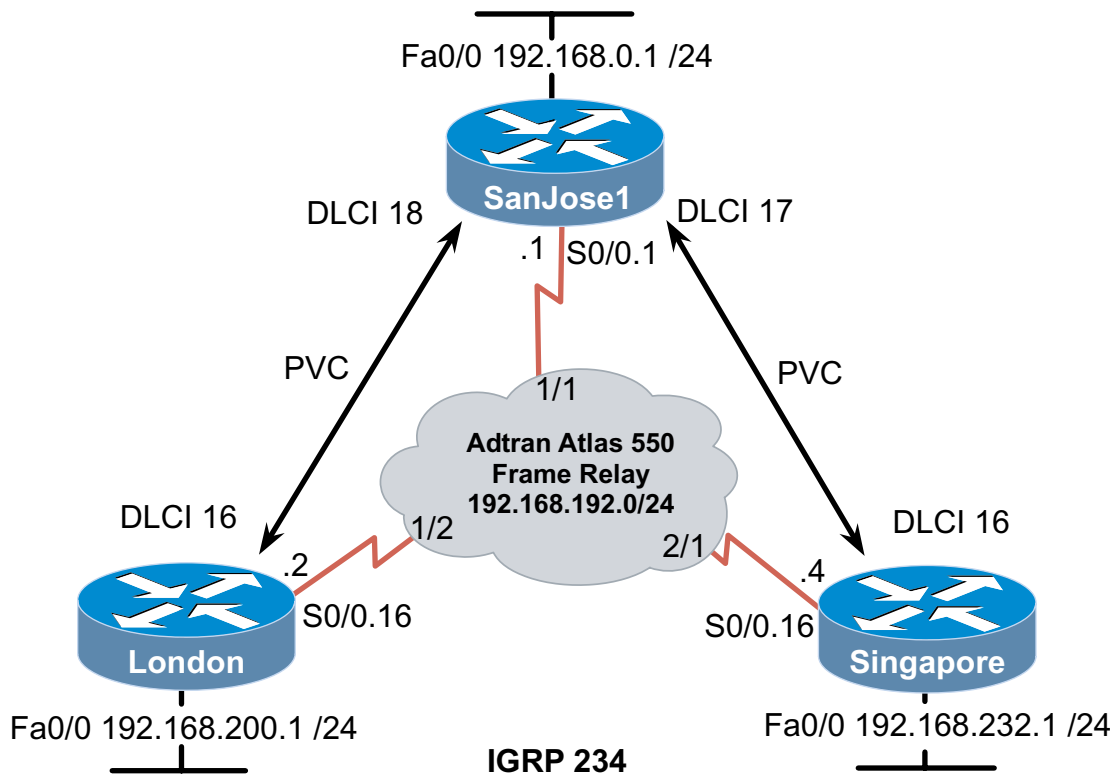 Fa0/0 192.168.0.1 /24
SanJose1
DLCI 18
DLCI 17
.1
S0/0.1
PVC
PVC
1/1
Adtran Atlas 550
Frame Relay
192.168.192.0/24
DLCI 16
1/2
2/1
DLCI 16
.2
.4
S0/0.16
S0/0.16
London
Singapore
Fa0/0 192.168.200.1 /24
Fa0/0 192.168.232.1 /24
IGRP 234